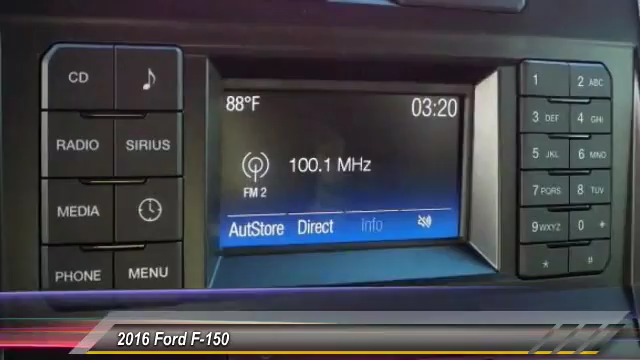 CD
RADIO SIRIUS
MEDIA
PHONE MENU
88°F 03:20
100.1 MHz
FM 2
AutStore Direct Info
1 2 ABC
3 DEF 4 GHI
5 JKL 6 MNO
7 PQRS 8 TUV
9 WXYZ 0 +
* #
2016 Ford F-150